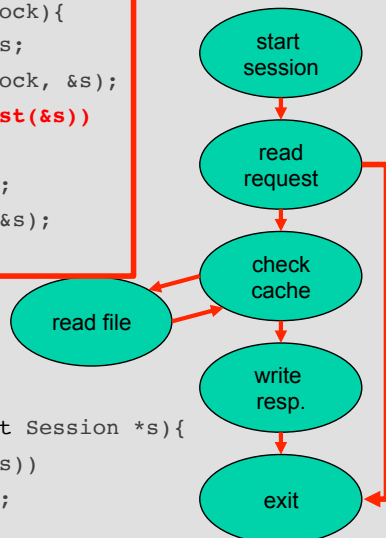 ock){
s;
ock, &s);
st(&s))
;
&s);
t Session *s){
s))
;
start
session
read
request
check
cache
read file
write
resp.
exit